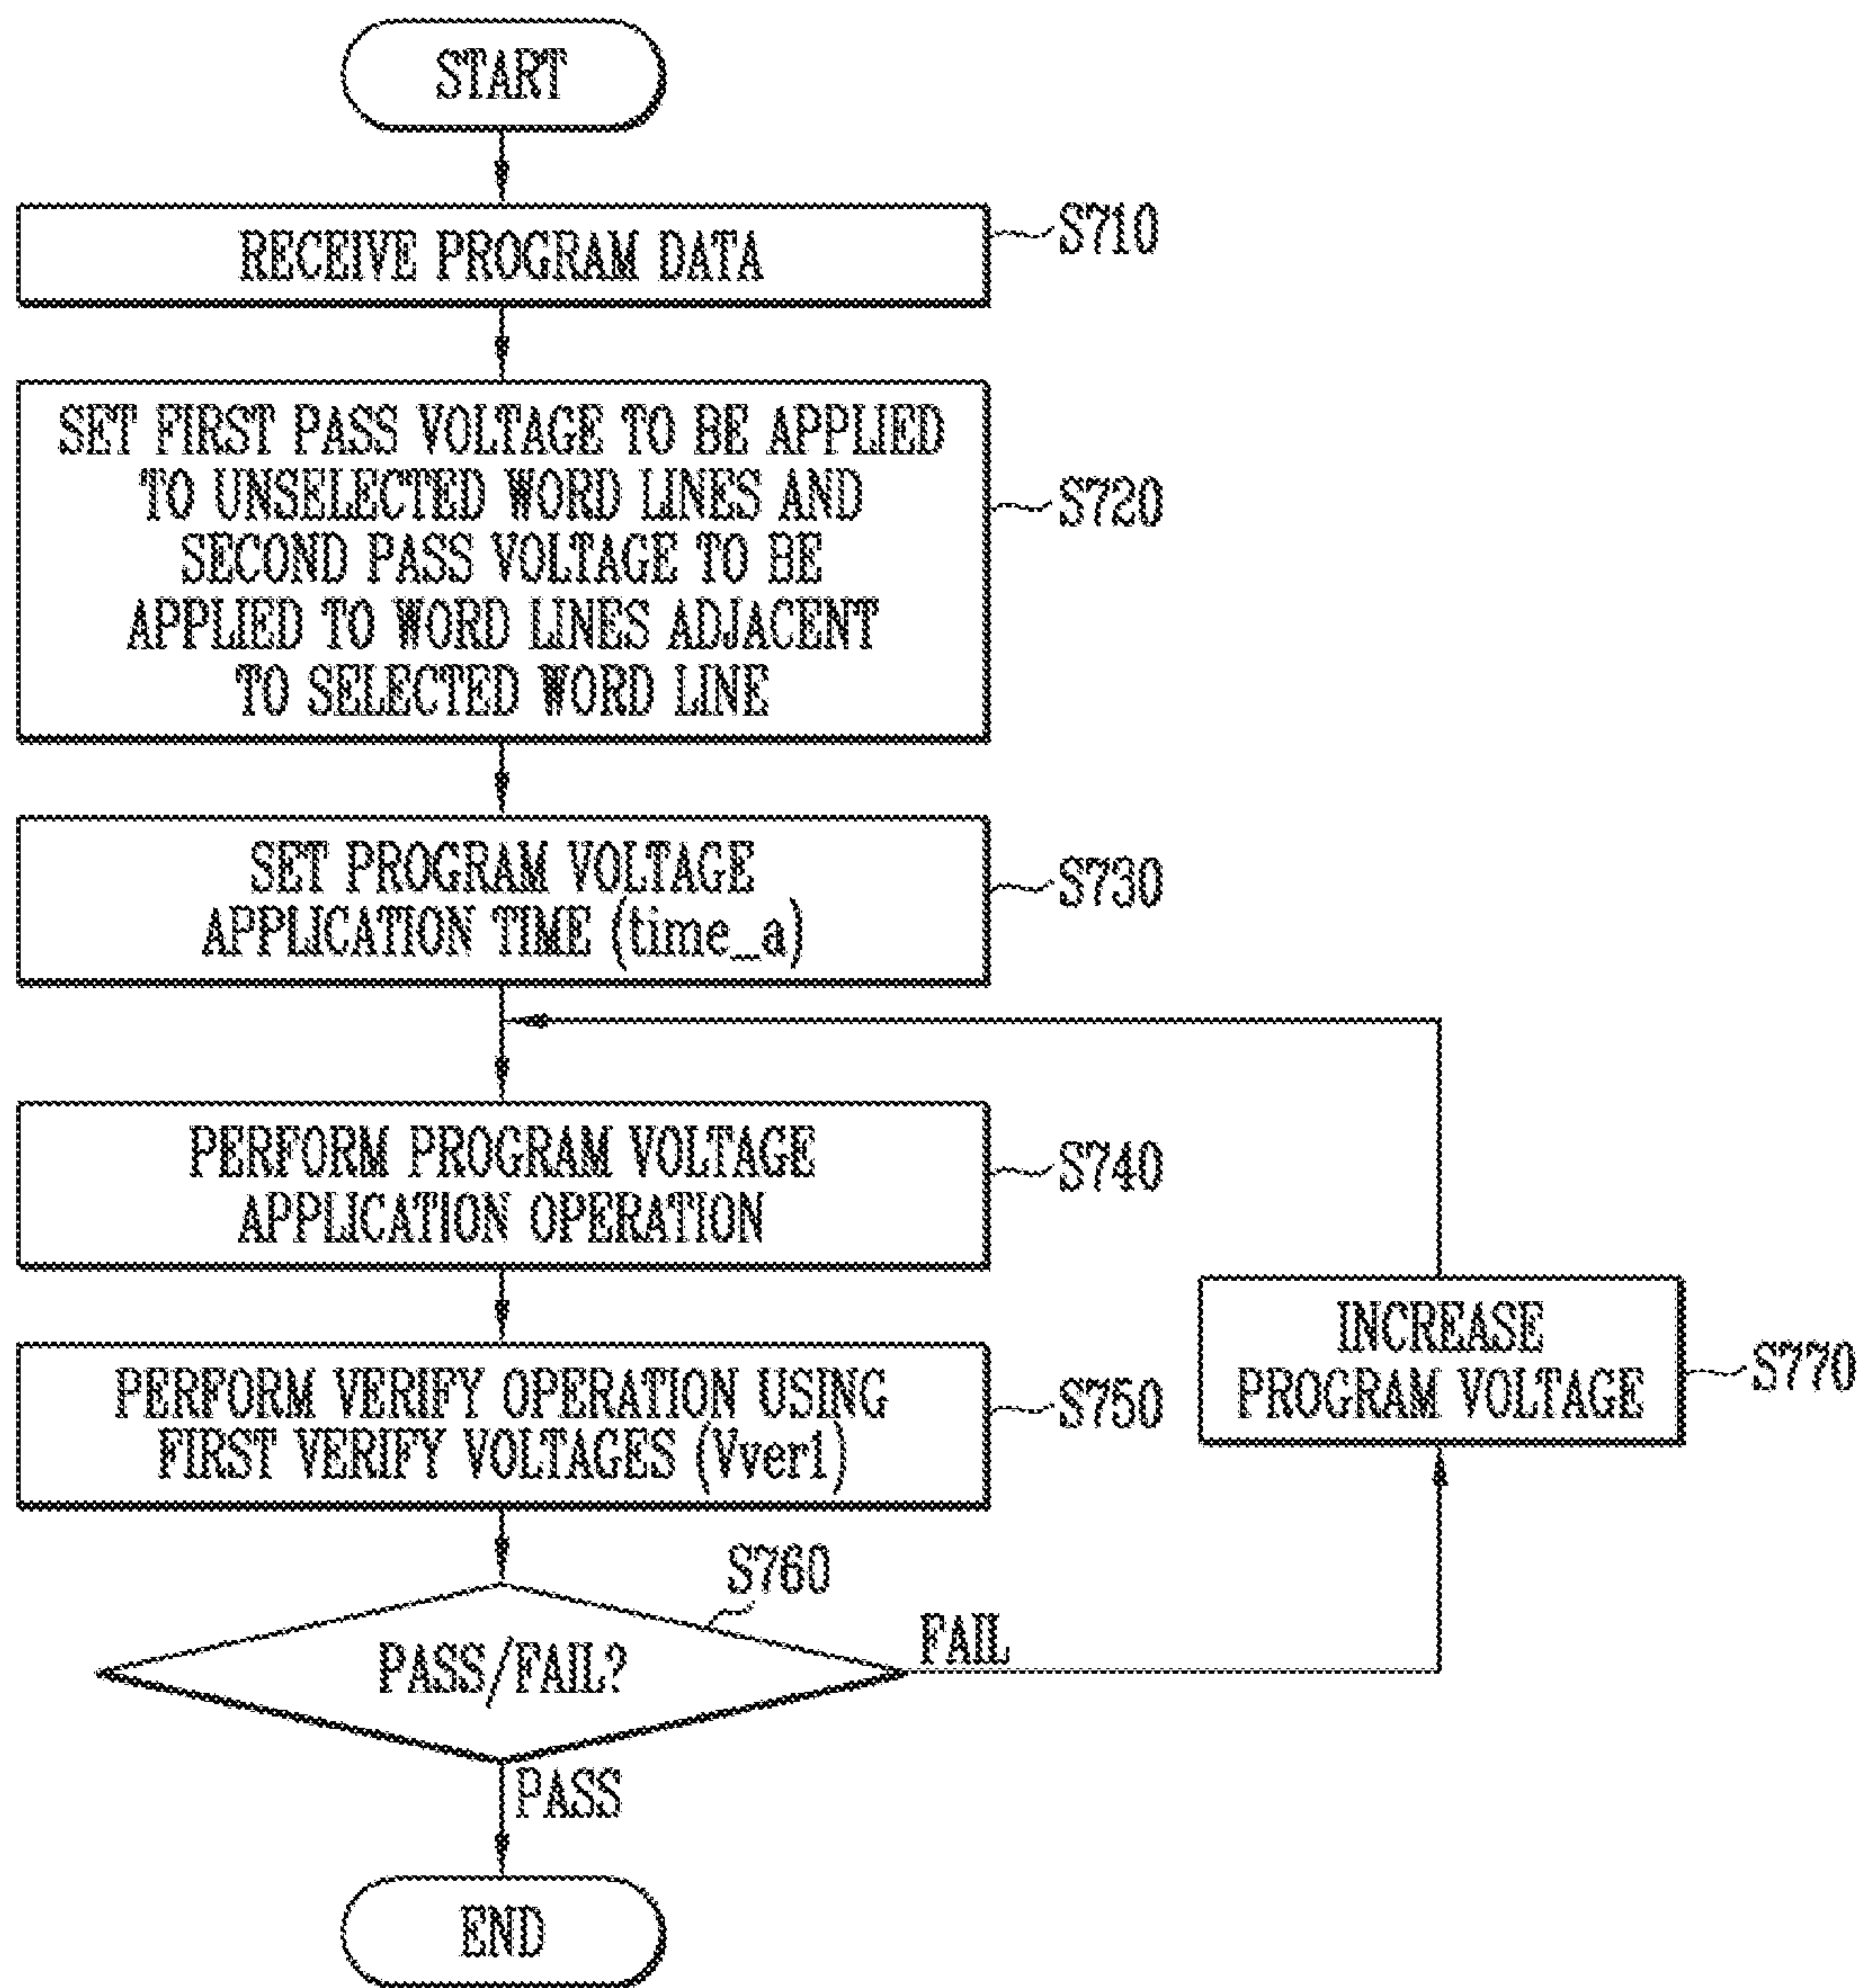 START
RECEIVE PROGRAM DATA
S710
SET FIRST PASS VOLTAGE TO BE APPLIED
TO UNSELECTED WORD LINES AND
SECOND PASS VOLTAGE TO BE
APPLIED TO WORD LINES ADJACENT
TO SELECTED WORD LINE
S720
SET PROGRAM VOLTAGE
APPLICATION TIME (time_a)
S730
PERFORM PROGRAM VOLTAGE
APPLICATION OPERATION
S740
PERFORM VERIFY OPERATION USING
FIRST VERIFY VOLTAGES (Vver1)
S750
INCREASE
PROGRAM VOLTAGE
S770
S760
PASS/FAIL?
FAIL
PASS
END